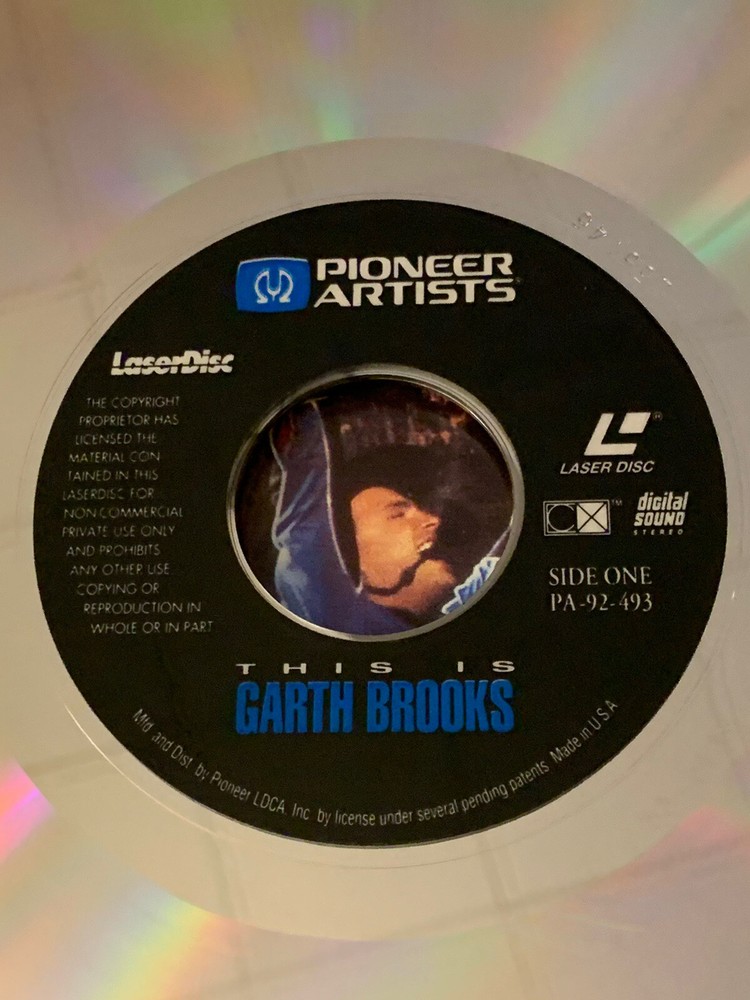 PIONEER
ARTISTS
LaserDisc
THE COPYRIGHT
PROPRIETOR HAS
LICENSED THE
MATERIAL CON
TAINED IN THIS
LASERDISC FOR
NON COMMERCIAL
PRIVATE USE ONLY
AND PROHIBITS
ANY OTHER USE
COPYING OR
REPRODUCTION IN
WHOLE OR IN PART
LASER DISC
CX
digital
SOUND
STEREO
SIDE ONE
PA-92-493
THIS IS
GARTH BROOKS
Mfd. and Dist. by Pioneer LDCA, Inc. by license under several pending patents. Made in U.S.A